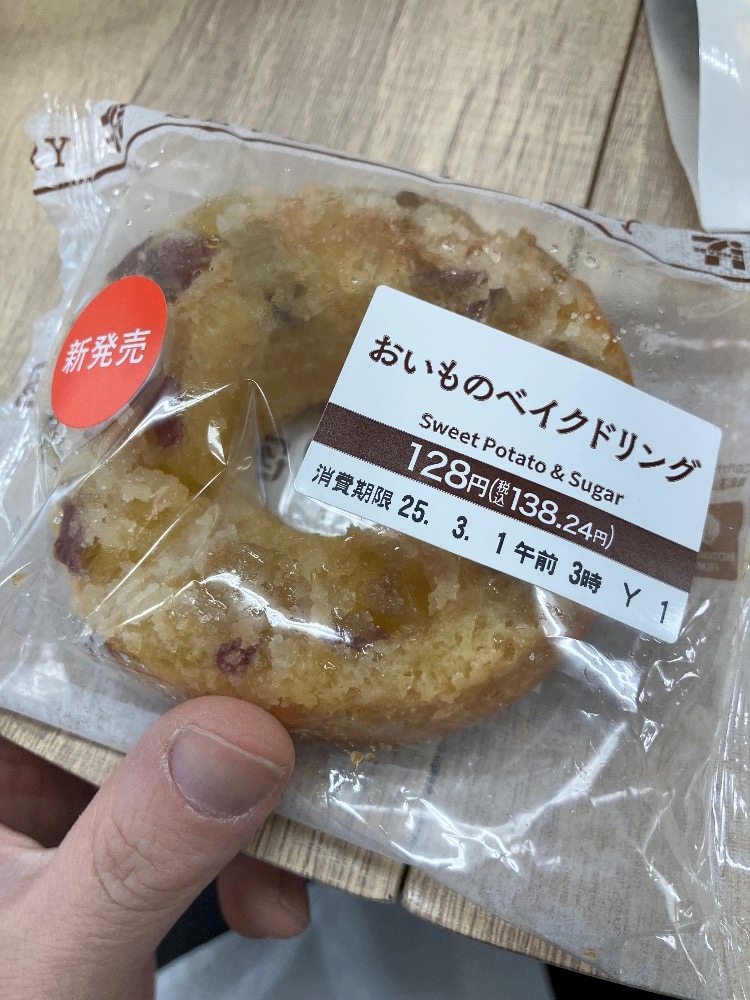 新発売
おいものベイクドリング
Sweet Potato & Sugar
128円(税込138.24円)
消費期限 25. 3. 1 午前 3時 Y 1